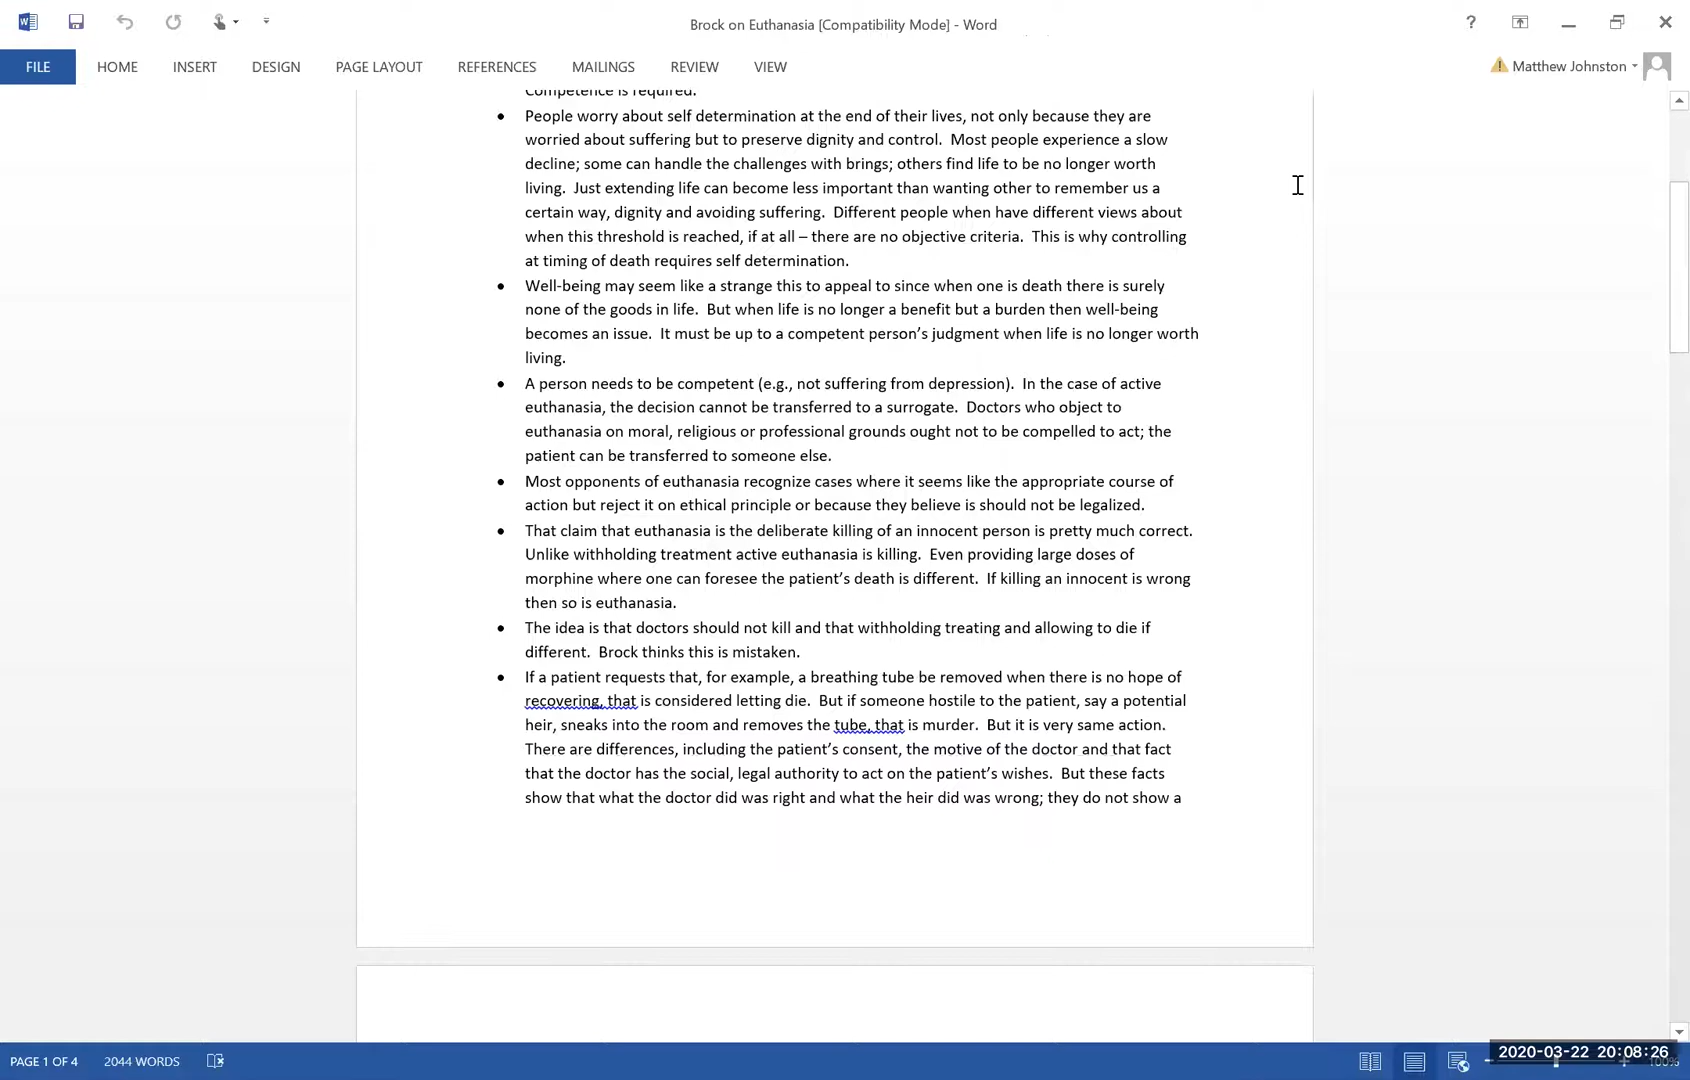 Brock on Euthanasia [Compatibility Mode] - Word
?
FILE
HOME
INSERT
DESIGN
PAGE LAYOUT
REFERENCES
MAILINGS
REVIEW
VIEW
Matthew Johnston
Competence is required.
• People worry about self determination at the end of their lives, not only because they are
worried about suffering but to preserve dignity and control. Most people experience a slow
decline; some can handle the challenges with brings; others find life to be no longer worth
living. Just extending life can become less important than wanting other to remember us a
certain way, dignity and avoiding suffering. Different people when have different views about
when this threshold is reached, if at all – there are no objective criteria. This is why controlling
at timing of death requires self determination.
• Well-being may seem like a strange this to appeal to since when one is death there is surely
none of the goods in life. But when life is no longer a benefit but a burden then well-being
becomes an issue. It must be up to a competent person’s judgment when life is no longer worth
living.
• A person needs to be competent (e.g., not suffering from depression). In the case of active
euthanasia, the decision cannot be transferred to a surrogate. Doctors who object to
euthanasia on moral, religious or professional grounds ought not to be compelled to act; the
patient can be transferred to someone else.
• Most opponents of euthanasia recognize cases where it seems like the appropriate course of
action but reject it on ethical principle or because they believe is should not be legalized.
• That claim that euthanasia is the deliberate killing of an innocent person is pretty much correct.
Unlike withholding treatment active euthanasia is killing. Even providing large doses of
morphine where one can foresee the patient’s death is different. If killing an innocent is wrong
then so is euthanasia.
• The idea is that doctors should not kill and that withholding treating and allowing to die if
different. Brock thinks this is mistaken.
• If a patient requests that, for example, a breathing tube be removed when there is no hope of
recovering, that is considered letting die. But if someone hostile to the patient, say a potential
heir, sneaks into the room and removes the tube, that is murder. But it is very same action.
There are differences, including the patient’s consent, the motive of the doctor and that fact
that the doctor has the social, legal authority to act on the patient’s wishes. But these facts
show that what the doctor did was right and what the heir did was wrong; they do not show a
PAGE 1 OF 4
2044 WORDS
2020-03-22 20:08:26
100%